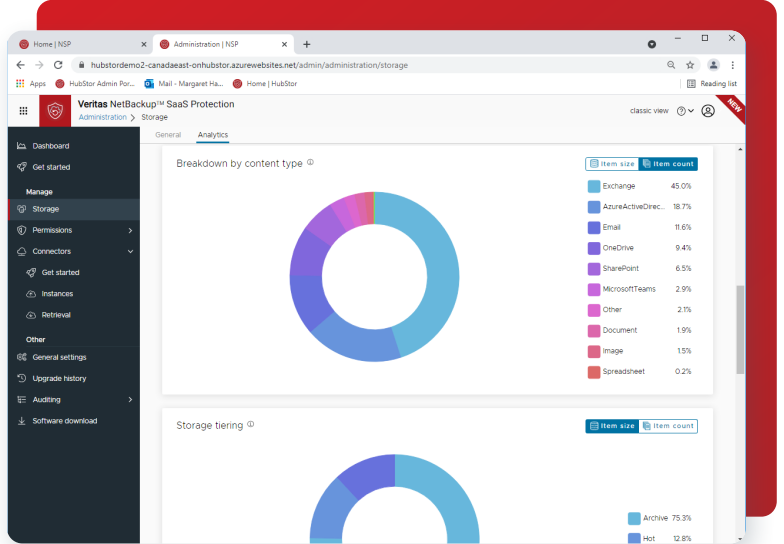 Home | NSP
Administration | NSP
hubstordemo2-canadaeast-onhubstor.azurewebsites.net/admin/administration/storage
Apps
HubStor Admin Por...
Mail - Margaret Ha...
Home | HubStor
Reading list
Veritas NetBackup™ SaaS Protection
Administration > Storage
classic view
NEW
General
Analytics
Dashboard
Get started
Manage
Storage
Permissions
Connectors
Get started
Instances
Retrieval
Other
General settings
Upgrade history
Auditing
Software download
Breakdown by content type
Item size
Item count
Exchange 45.0%
AzureActiveDirec... 18.7%
Email 11.6%
OneDrive 9.4%
SharePoint 6.5%
MicrosoftTeams 2.9%
Other 2.1%
Document 1.9%
Image 1.5%
Spreadsheet 0.2%
Storage tiering
Item size
Item count
Archive 75.3%
Hot 12.8%